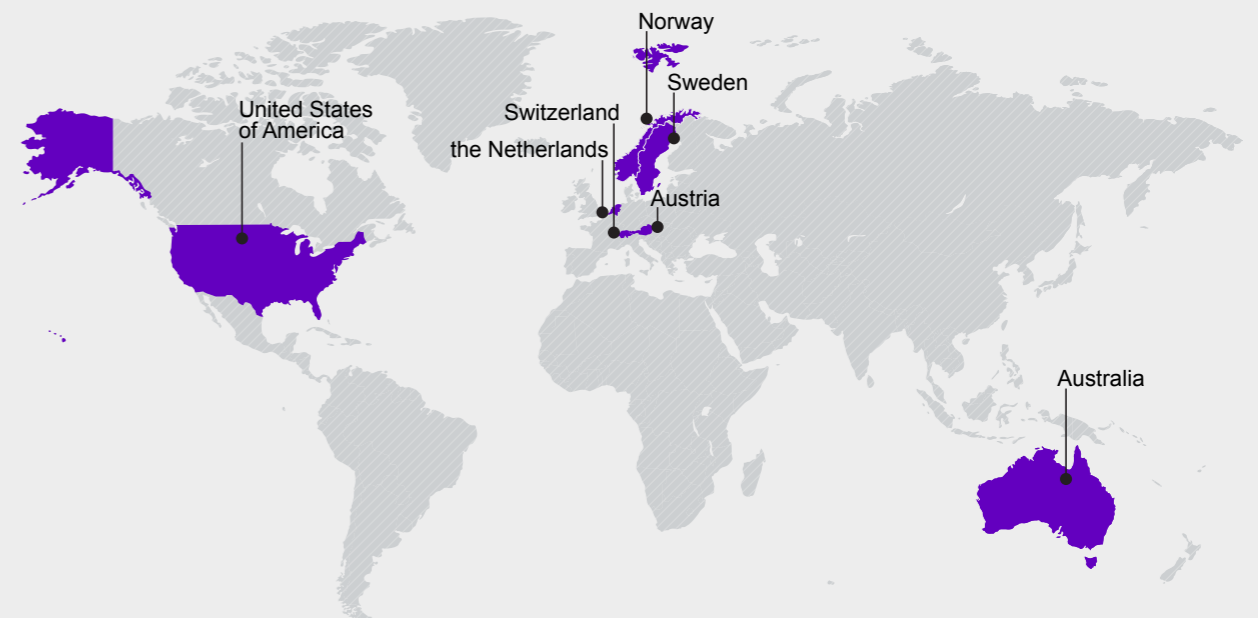 Norway
Sweden
United States
of America
Switzerland
the Netherlands
Austria
Australia